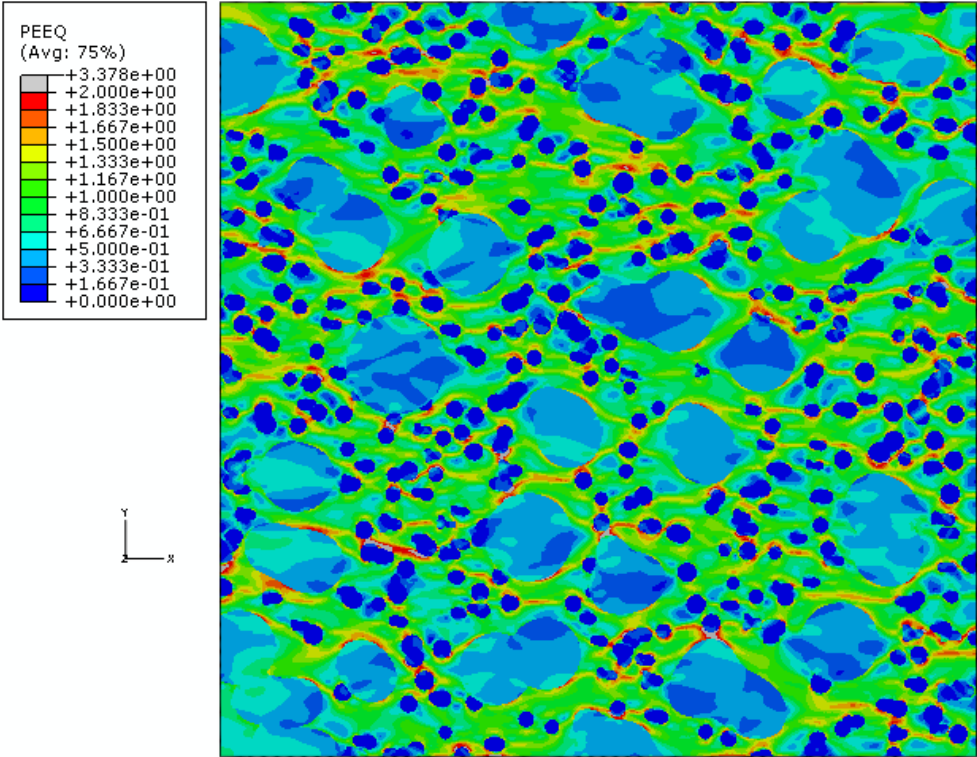 PEEQ
(Avg: 75%)
+3.378e+00
+2.000e+00
+1.833e+00
+1.667e+00
+1.500e+00
+1.333e+00
+1.167e+00
+1.000e+00
+8.333e-01
+6.667e-01
+5.000e-01
+3.333e-01
+1.667e-01
+0.000e+00
Y
Z X